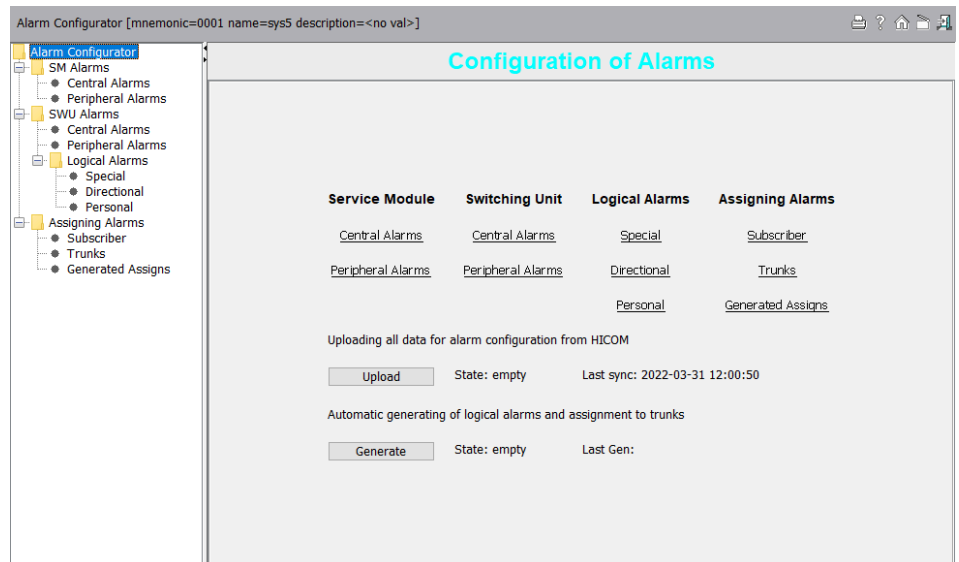 Alarm Configurator [mnemonic=0001 name=sys5 description=<no val>]
Alarm Configurator
SM Alarms
Central Alarms
Peripheral Alarms
SWU Alarms
Central Alarms
Peripheral Alarms
Logical Alarms
Special
Directional
Personal
Assigning Alarms
Subscriber
Trunks
Generated Assigns
Configuration of Alarms
Service Module Switching Unit Logical Alarms Assigning Alarms
Central Alarms Central Alarms Special Subscriber
Peripheral Alarms Peripheral Alarms Directional Trunks
Personal Generated Assigns
Uploading all data for alarm configuration from HICOM
Upload State: empty Last sync: 2022-03-31 12:00:50
Automatic generating of logical alarms and assignment to trunks
Generate State: empty Last Gen: